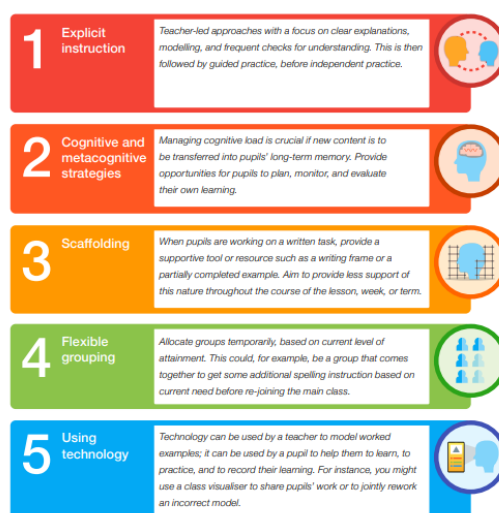 1
Explicit
instruction
Teacher-led approaches with a focus on clear explanations,
modelling, and frequent checks for understanding. This is then
followed by guided practice, before independent practice.
2
Cognitive and
metacognitive
strategies
Managing cognitive load is crucial if new content is to
be transferred into pupils' long-term memory. Provide
opportunities for pupils to plan, monitor, and evaluate
their own learning.
3
Scaffolding
When pupils are working on a written task, provide a
supportive tool or resource such as a writing frame or a
partially completed example. Aim to provide less support of
this nature throughout the course of the lesson, week, or term.
4
Flexible
grouping
Allocate groups temporarily, based on current level of
attainment. This could, for example, be a group that comes
together to get some additional spelling instruction based on
current need before re-joining the main class.
5
Using
technology
Technology can be used by a teacher to model worked
examples; it can be used by a pupil to help them to learn, to
practice, and to record their learning. For instance, you might
use a class visualiser to share pupils' work or to jointly rework
an incorrect model.